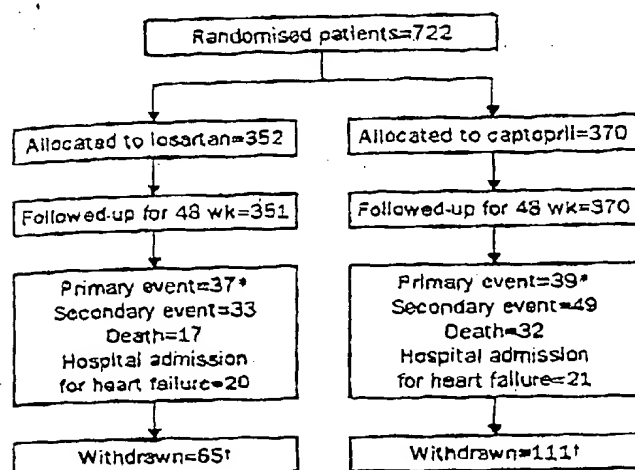 Randomised patients=722
Allocated to losartan=352
Allocated to captopril=370
Followed-up for 48 wk=351
Followed-up for 48 wk=370
Primary event=37*
Secondary event=33
Death=17
Hospital admission
for heart failure=20
Primary event=39*
Secondary event=49
Death=32
Hospital admission
for heart failure=21
Withdrawn=65†
Withdrawn=111†